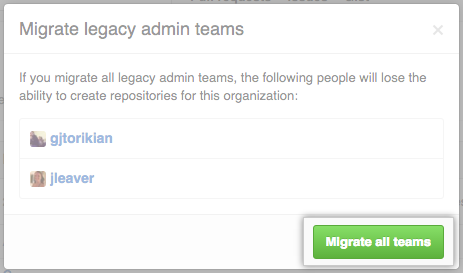 Migrate legacy admin teams
×
If you migrate all legacy admin teams, the following people will lose the
ability to create repositories for this organization:
gjtorikian
jleaver
Migrate all teams